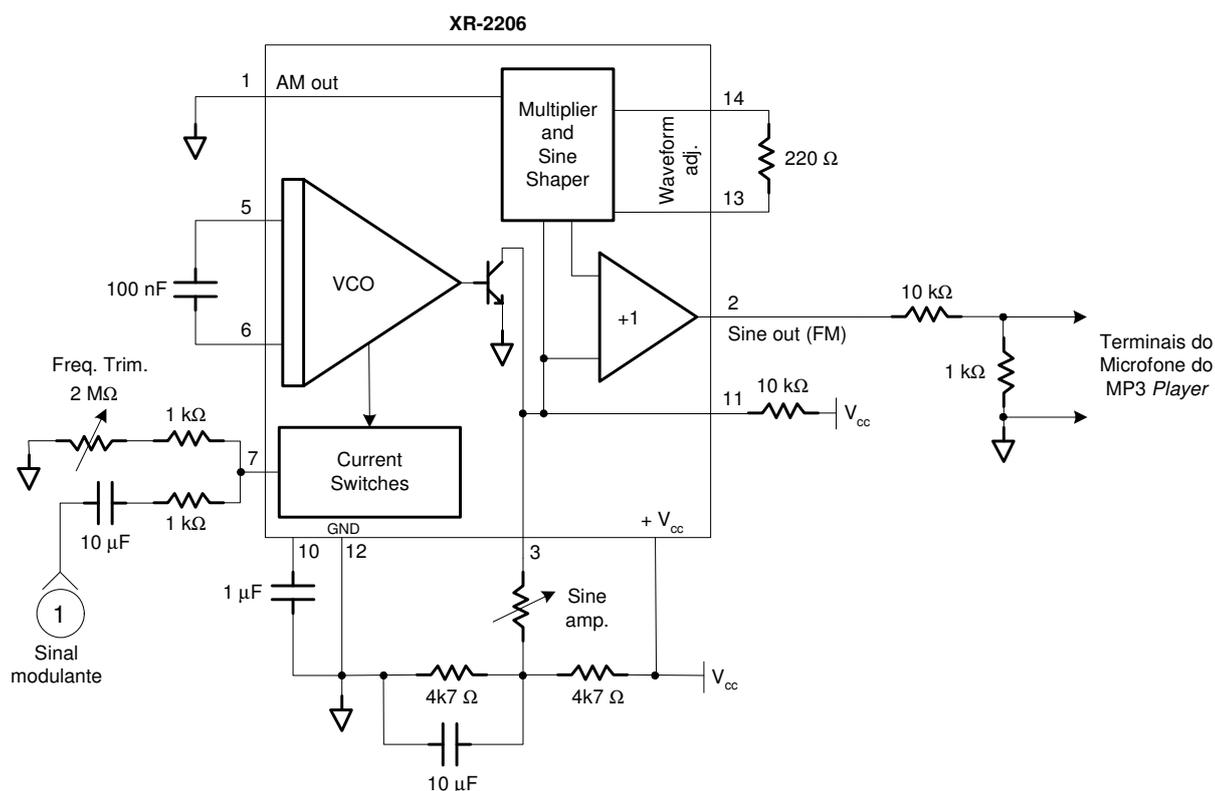 XR-2206
1
AM out
Multiplier
and
Sine
Shaper
Waveform
adj.
14
220 Ω
13
5
100 nF
6
VCO
+1
2
Sine out (FM)
10 kΩ
1 kΩ
Terminais do
Microfone do
MP3 Player
11
10 kΩ
Vcc
Freq. Trim.
2 MΩ
1 kΩ
7
Current
Switches
1 kΩ
10 µF
1
Sinal
modulante
GND
10
12
3
+ Vcc
1 µF
Sine
amp.
4k7 Ω
4k7 Ω
Vcc
10 µF